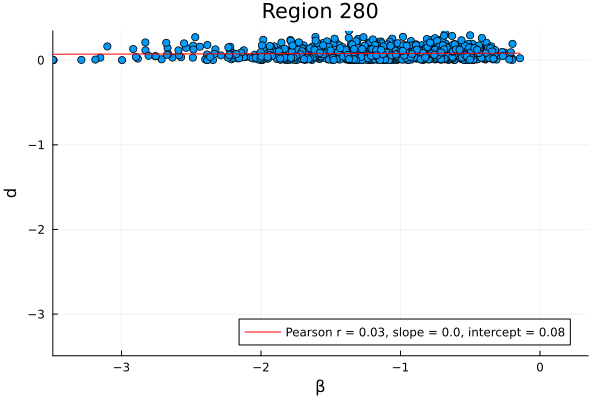 Region 280
0
−1
−2
−3
d
Pearson r = 0.03, slope = 0.0, intercept = 0.08
−3
−2
−1
0
β